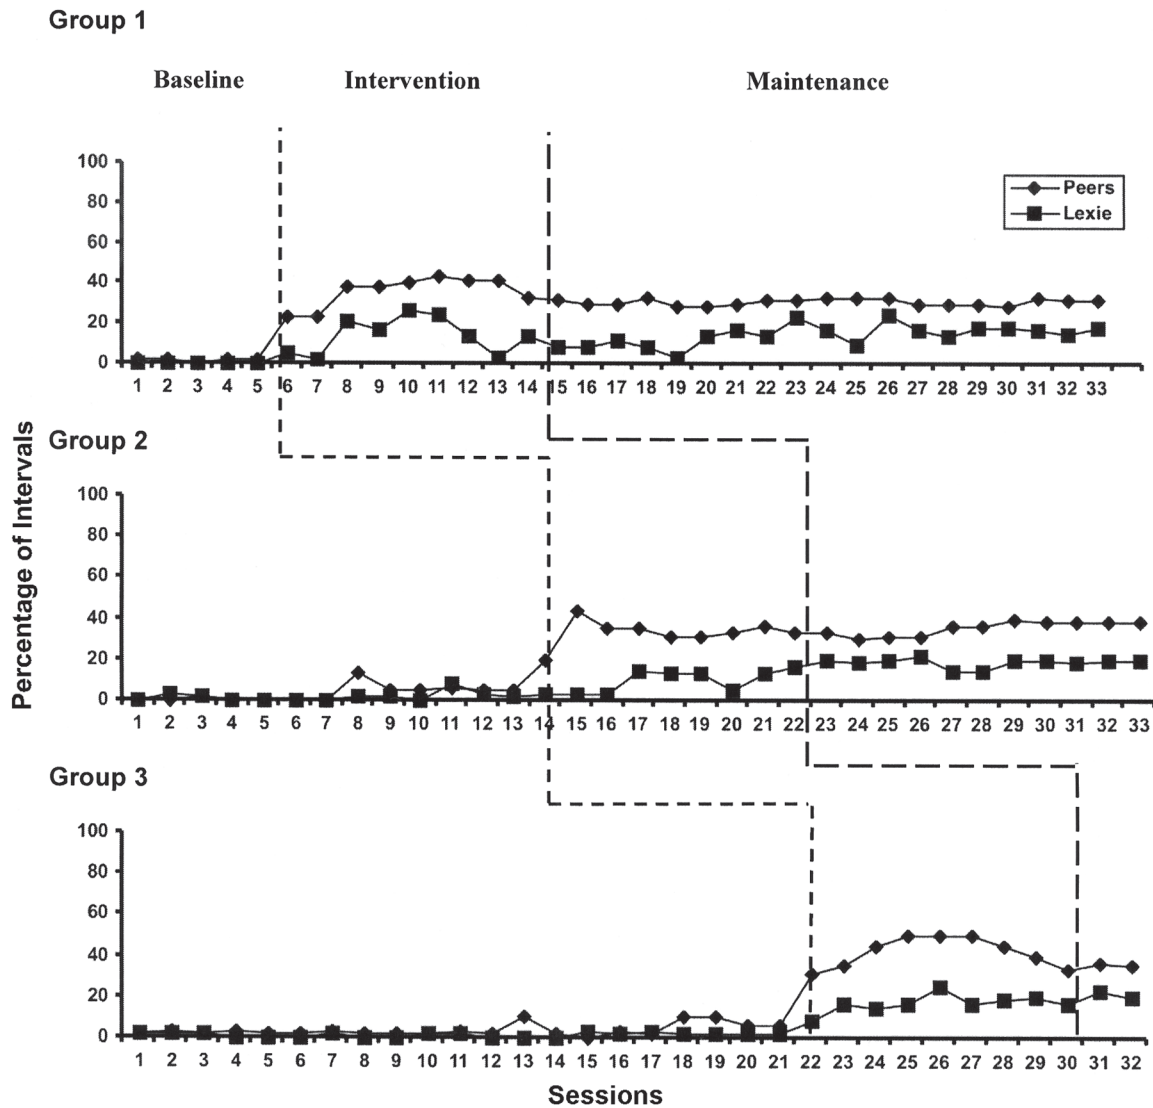 Group 1
Baseline Intervention Maintenance
100
80
60
40
20
0
Peers
Lexie
1 2 3 4 5 6 7 8 9 10 11 12 13 14 15 16 17 18 19 20 21 22 23 24 25 26 27 28 29 30 31 32 33
Percentage of Intervals
Group 2
100
80
60
40
20
0
1 2 3 4 5 6 7 8 9 10 11 12 13 14 15 16 17 18 19 20 21 22 23 24 25 26 27 28 29 30 31 32 33
Group 3
100
80
60
40
20
0
1 2 3 4 5 6 7 8 9 10 11 12 13 14 15 16 17 18 19 20 21 22 23 24 25 26 27 28 29 30 31 32
Sessions